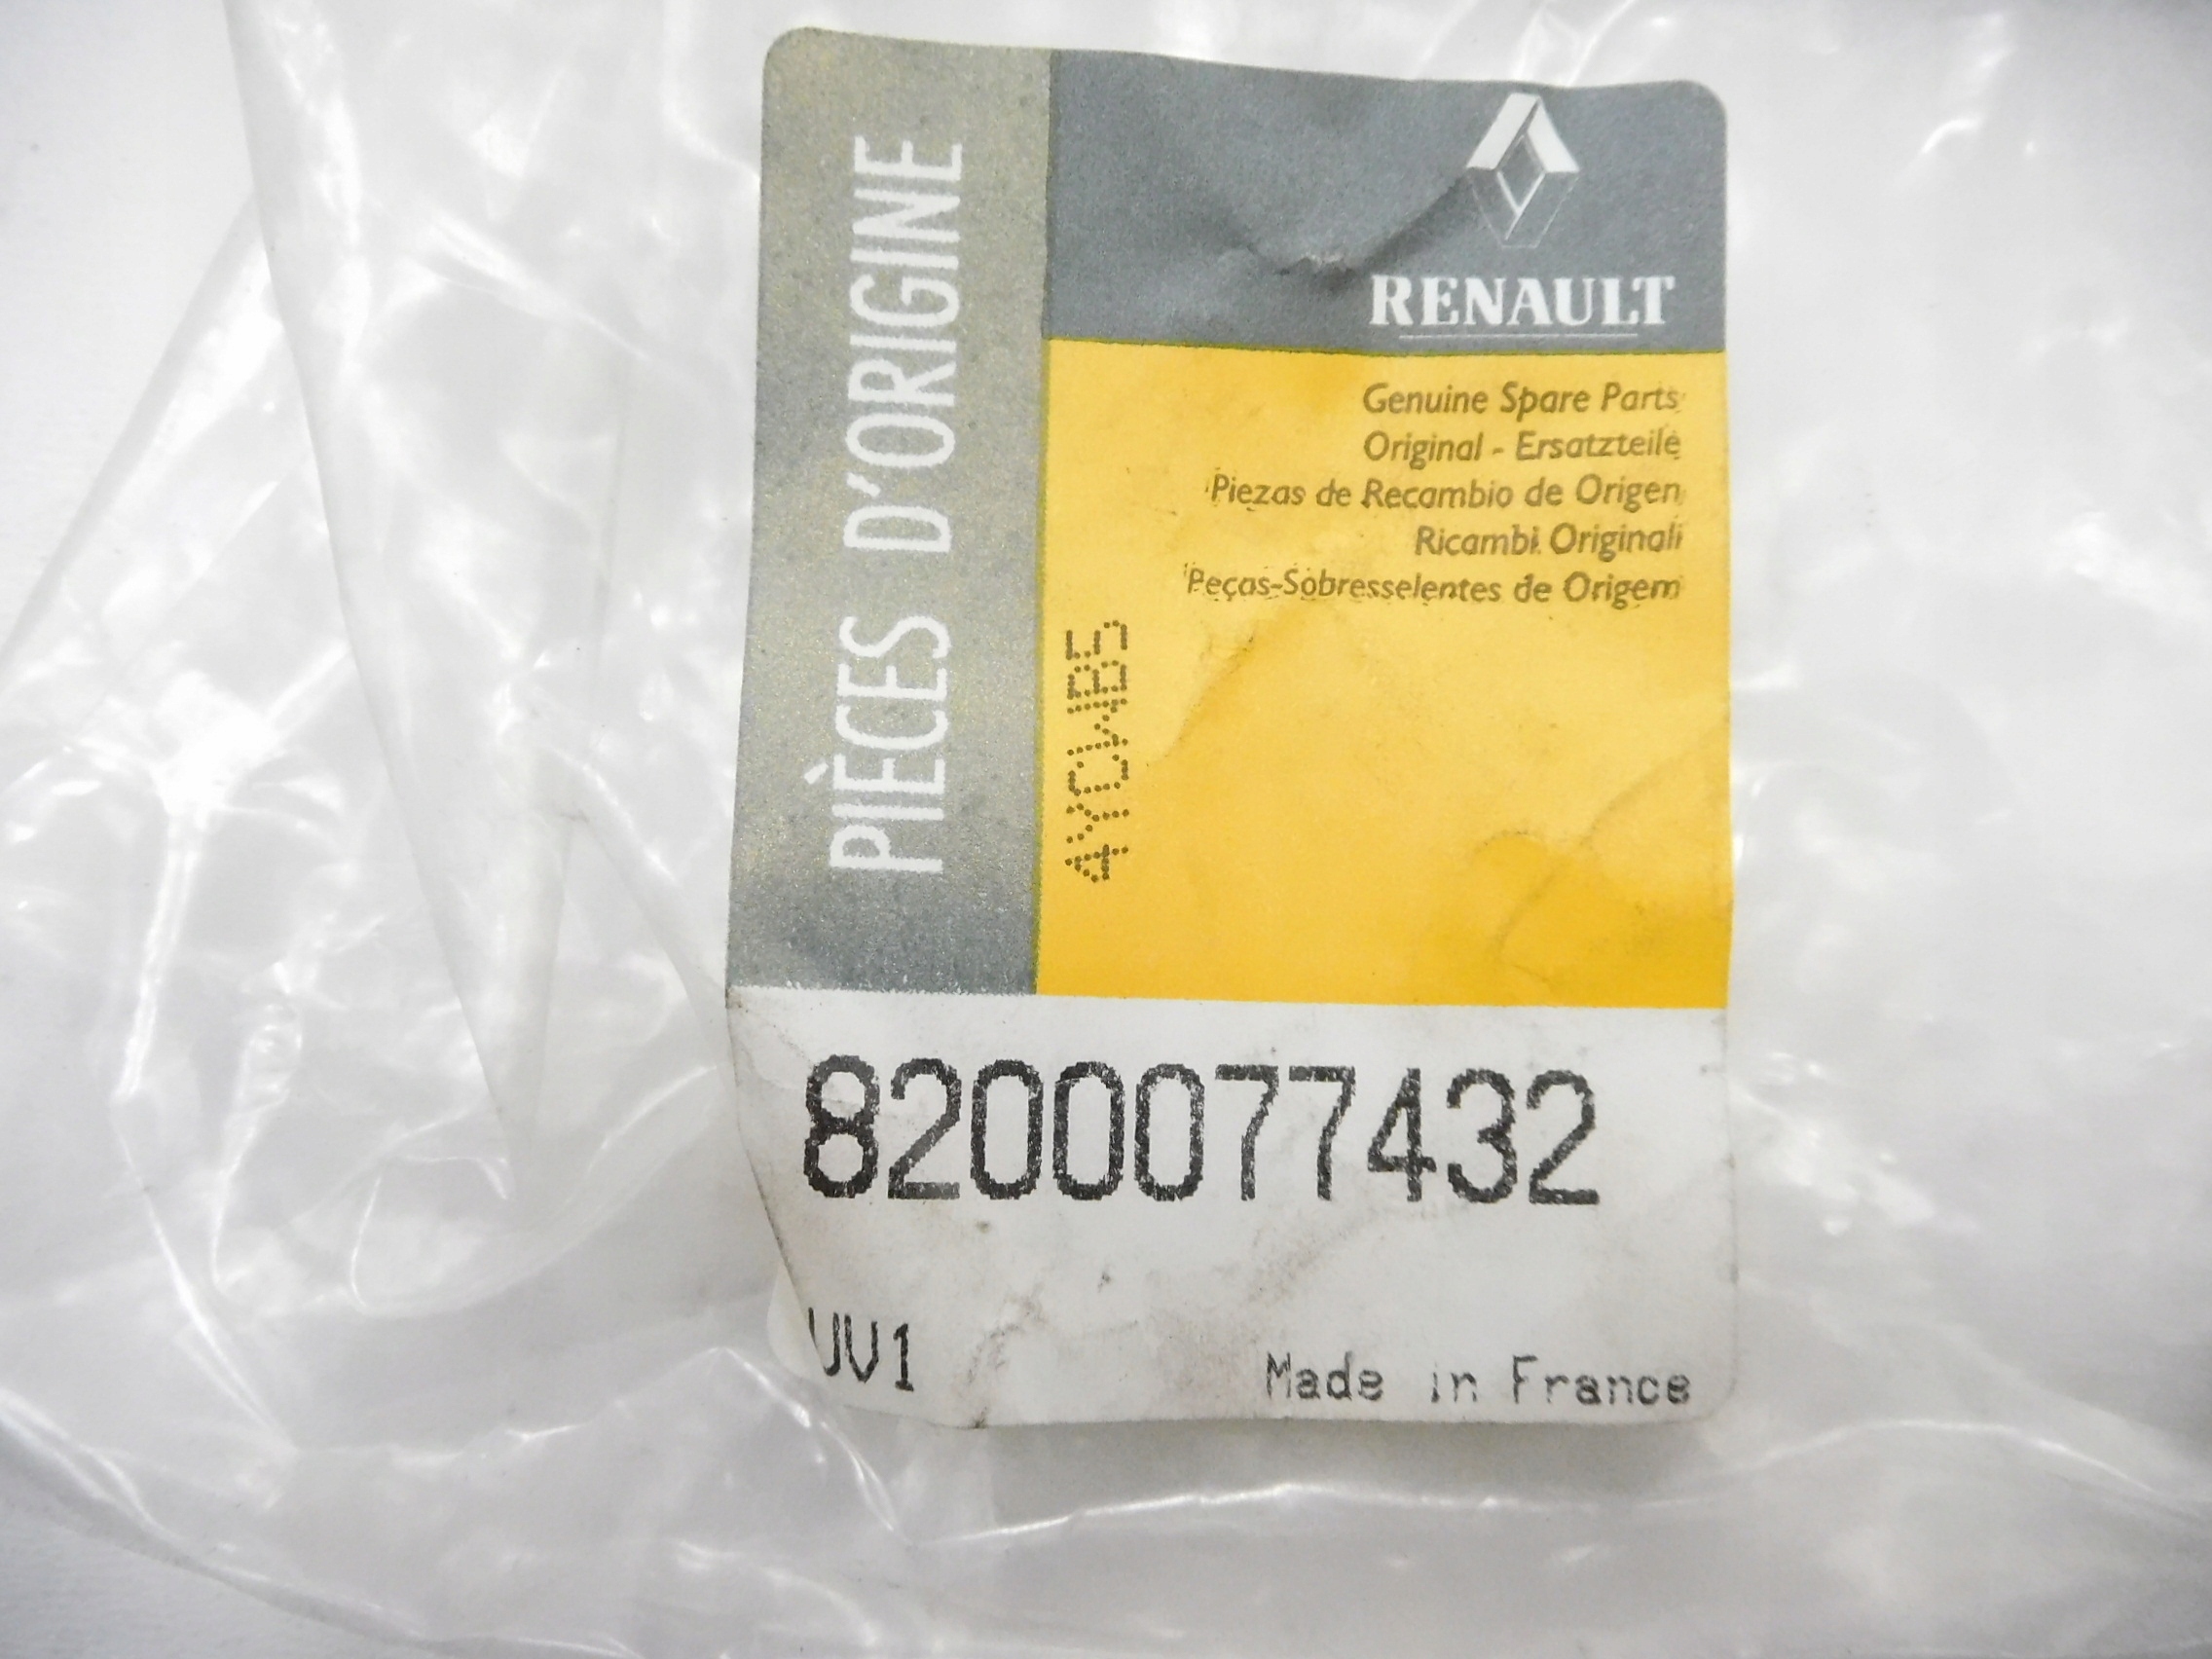 PIÈCES D'ORIGINE
RENAULT
Genuine Spare Parts
Original - Ersatzteile
Piezas de Recambio de Origen
Ricambi Originali
Peças-Sobresselentes de Origem
8200077432
UV1
Made in France